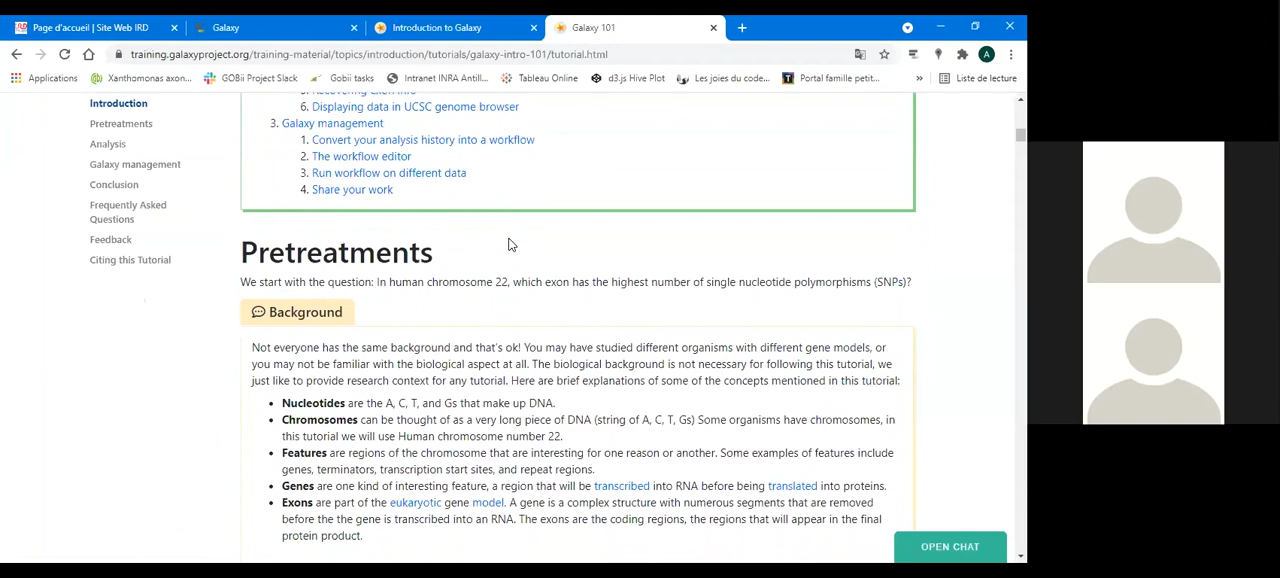 Page d'accueil | Site Web IRD
Galaxy
Introduction to Galaxy
Galaxy 101
training.galaxyproject.org/training-material/topics/introduction/tutorials/galaxy-intro-101/tutorial.html
A
Applications
Xanthomonas axon...
GOBii Project Slack
Gobii tasks
Intranet INRA Antill...
Tableau Online
d3.js Hive Plot
Les joies du code...
Portal famille petit...
»
Liste de lecture
Introduction
Pretreatments
Analysis
Galaxy management
Conclusion
Frequently Asked
Questions
Feedback
Citing this Tutorial
6. Displaying data in UCSC genome browser
3. Galaxy management
1. Convert your analysis history into a workflow
2. The workflow editor
3. Run workflow on different data
4. Share your work
Pretreatments
We start with the question: In human chromosome 22, which exon has the highest number of single nucleotide polymorphisms (SNPs)?
Background
Not everyone has the same background and that's ok! You may have studied different organisms with different gene models, or
you may not be familiar with the biological aspect at all. The biological background is not necessary for following this tutorial, we
just like to provide research context for any tutorial. Here are brief explanations of some of the concepts mentioned in this tutorial:
• Nucleotides are the A, C, T, and Gs that make up DNA.
• Chromosomes can be thought of as a very long piece of DNA (string of A, C, T, Gs) Some organisms have chromosomes, in
this tutorial we will use Human chromosome number 22.
• Features are regions of the chromosome that are interesting for one reason or another. Some examples of features include
genes, terminators, transcription start sites, and repeat regions.
• Genes are one kind of interesting feature, a region that will be transcribed into RNA before being translated into proteins.
• Exons are part of the eukaryotic gene model. A gene is a complex structure with numerous segments that are removed
before the the gene is transcribed into an RNA. The exons are the coding regions, the regions that will appear in the final
protein product.
OPEN CHAT